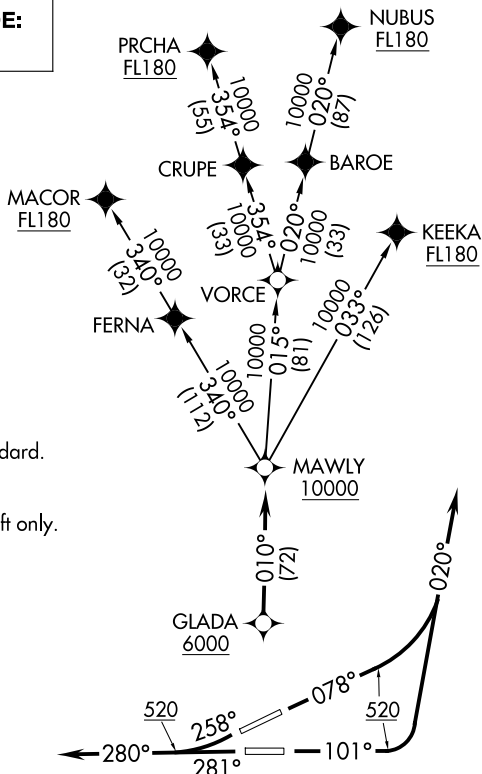 DE:
NUBUS
FL180
PRCHA
FL180
10000
354°
(55)
10000
020°
(87)
CRUPE
BAROE
MACOR
FL180
10000
354°
(33)
020°
10000
(33)
KEEKA
FL180
10000
340°
(32)
VORCE
FERNA
10000
015°
(81)
10000
033°
(126)
10000
340°
(112)
dard.
MAWLY
10000
ft only.
010°
(72)
GLADA
6000
020°
078°
520
258°
520
280°
281°
101°